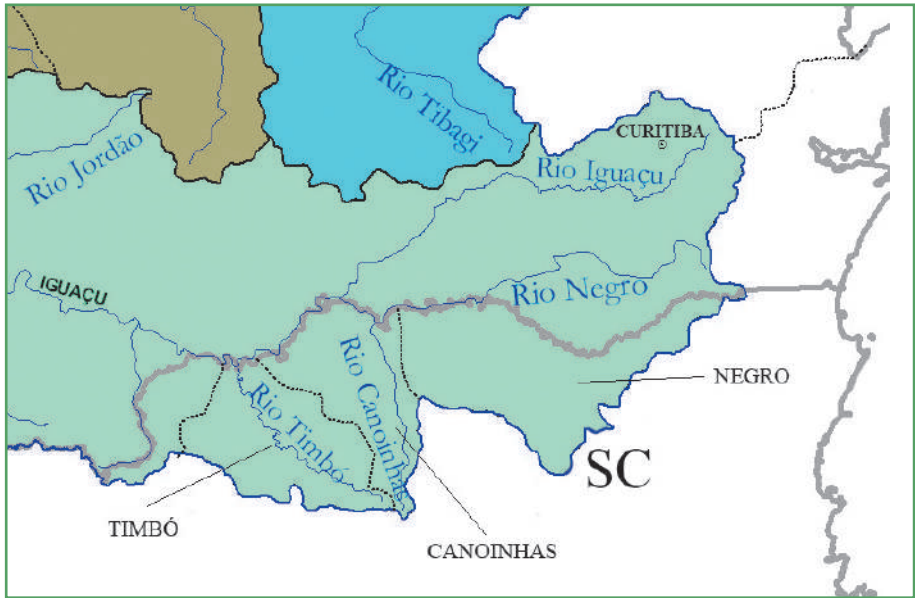 Rio Tibagi
CURITIBA
Rio Jordão
Rio Iguaçu
IGUAÇU
Rio Negro
Rio Canoinhas
NEGRO
Rio Timbó
SC
TIMBÓ
CANOINHAS